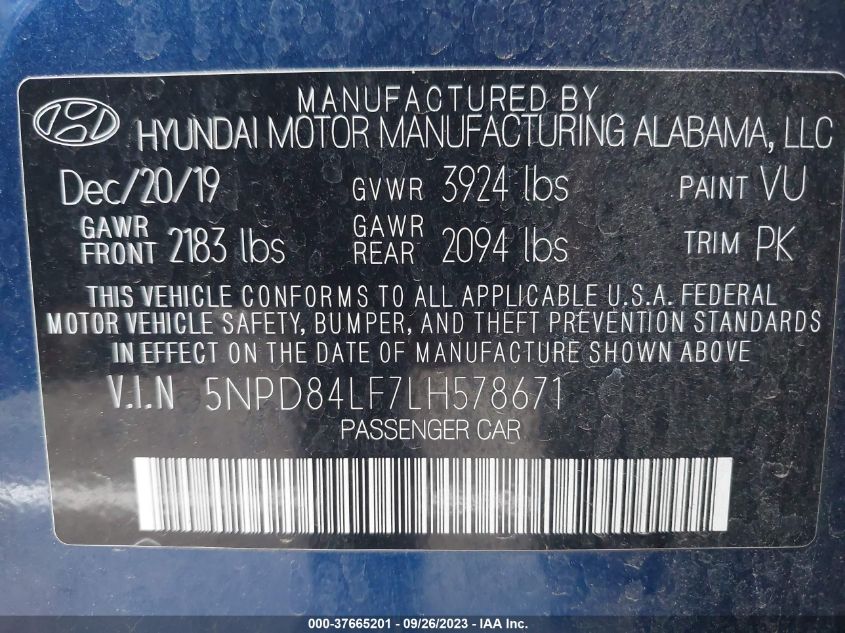 MANUFACTURED BY
HYUNDAI MOTOR MANUFACTURING ALABAMA, LLC
Dec/20/19 GVWR 3924 lbs PAINT VU
GAWR FRONT 2183 lbs GAWR REAR 2094 lbs TRIM PK
THIS VEHICLE CONFORMS TO ALL APPLICABLE U.S.A. FEDERAL
MOTOR VEHICLE SAFETY, BUMPER, AND THEFT PREVENTION STANDARDS
IN EFFECT ON THE DATE OF MANUFACTURE SHOWN ABOVE
V.I.N 5NPD84LF7LH578671
PASSENGER CAR
000-37665201 - 09/26/2023 - IAA Inc.